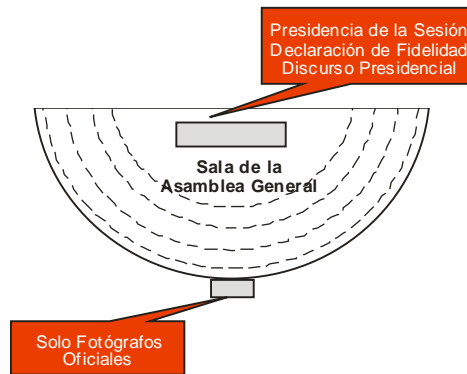 Presidencia de la Sesión
Declaración de Fidelidad
Discurso Presidencial
Sala de la
Asamblea General
Solo Fotógrafos
Oficiales